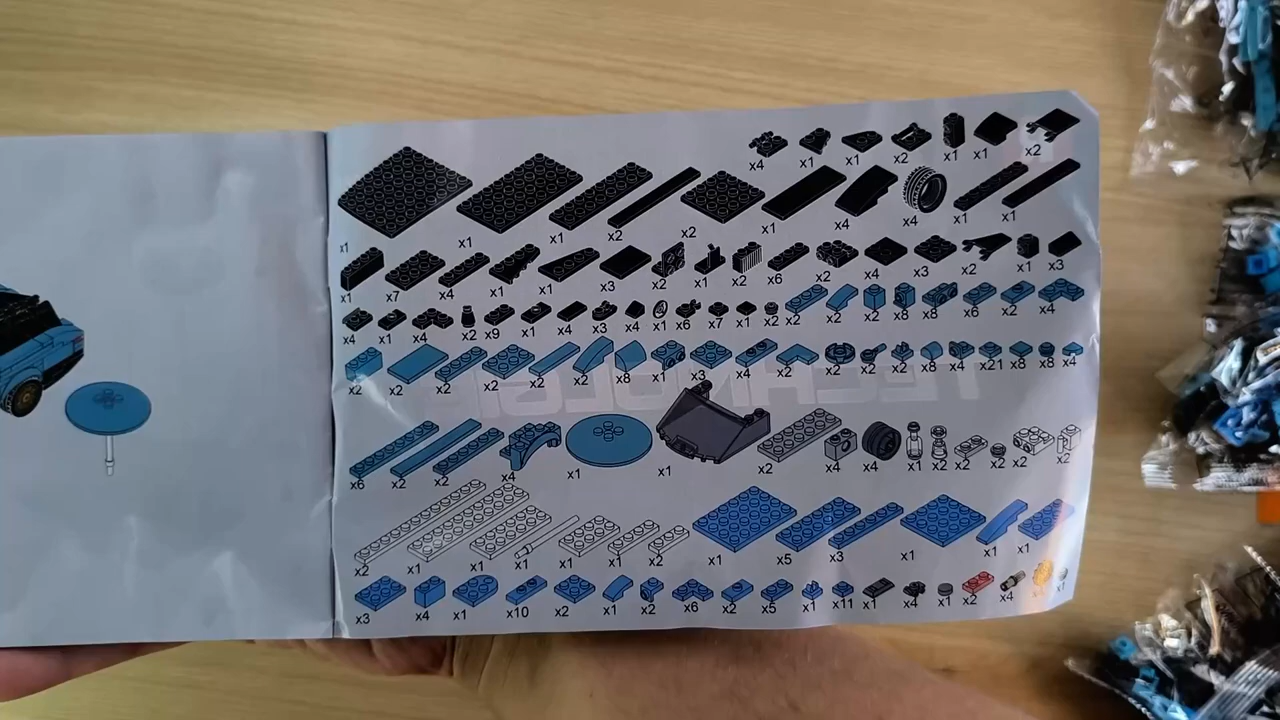 x4 x1 x1 x2 x1 x1 x2
x1 x1 x1 x2 x2 x1 x4 x4 x1 x1
x1 x7 x4 x1 x1 x3 x2 x1 x2 x6 x2 x4 x3 x2 x1 x3
x4 x1 x4 x2 x9 x1 x4 x3 x4 x1 x6 x7 x1 x2 x2 x2 x2 x8 x8 x6 x2 x4
x2 x2 x2 x2 x2 x2 x8 x1 x3 x4 x2 x2 x2 x2 x8 x4 x21 x8 x8 x4
x6 x2 x2 x4 x1 x1 x2 x4 x4 x1 x2 x2 x2 x2 x2
x2 x1 x1 x1 x1 x1 x2 x1 x5 x3 x1 x1 x1
x3 x4 x1 x10 x2 x1 x2 x6 x2 x5 x1 x11 x1 x4 x1 x2 x4